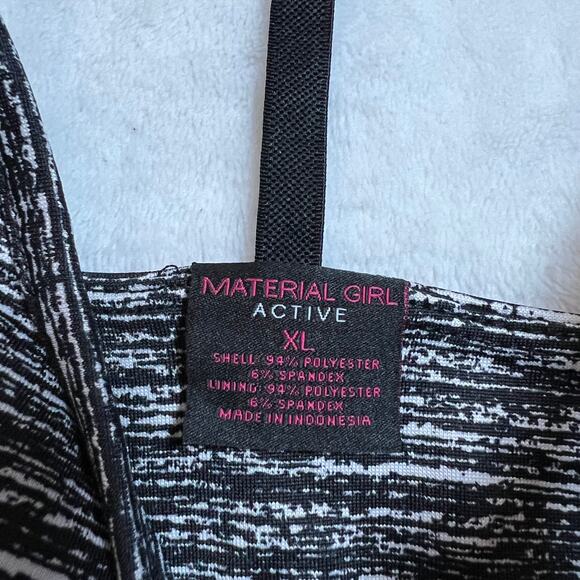 MATERIAL GIRL
ACTIVE
XL
SHELL: 94% POLYESTER
6% SPANDEX
LINING: 94% POLYESTER
6% SPANDEX
MADE IN INDONESIA